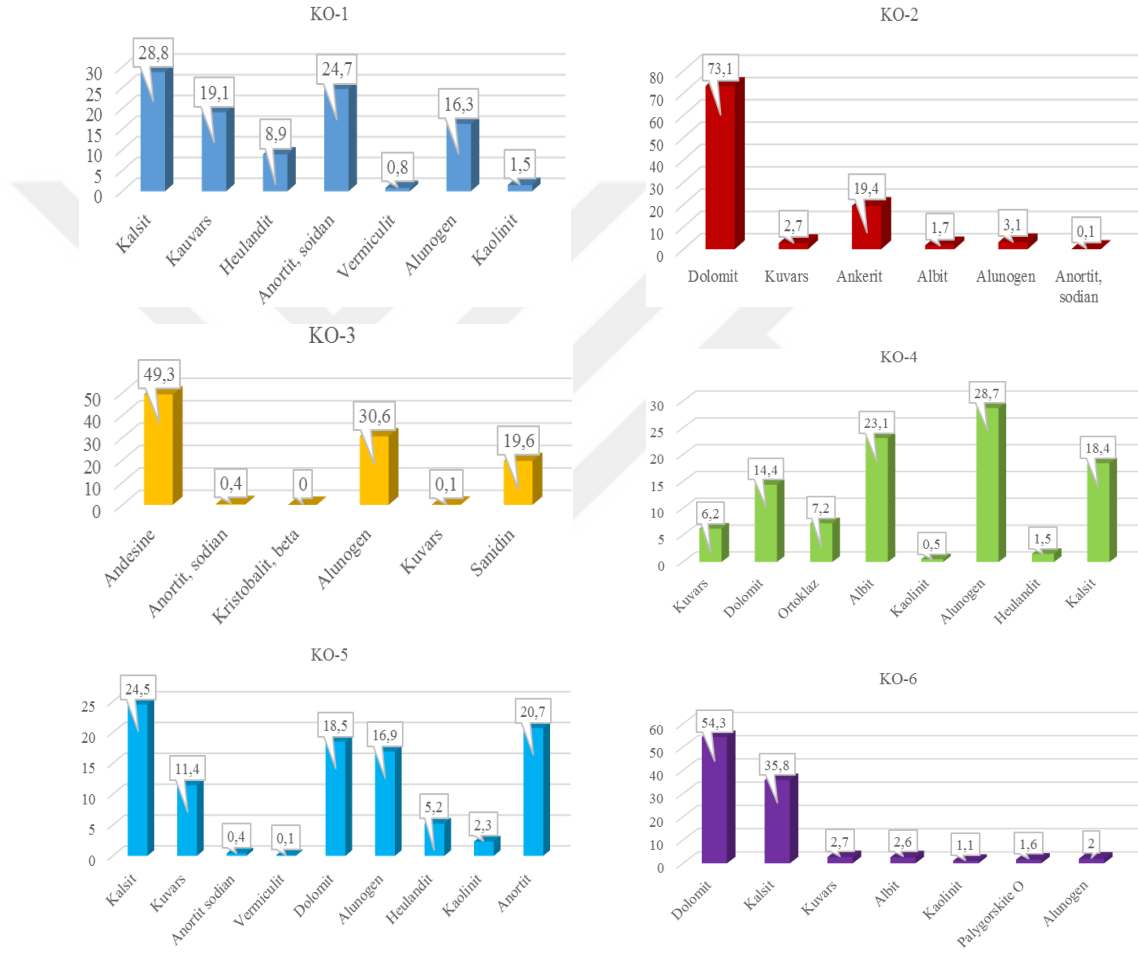 KO-1
30
25
20
15
10
5
0
28,8
19,1
8,9
24,7
0,8
16,3
1,5
Kalsit
Kauvars
Heulandit
Anortit, soidan
Vermiculit
Alunogen
Kaolinit
KO-2
80
70
60
50
40
30
20
10
0
73,1
2,7
19,4
1,7
3,1
0,1
Dolomit
Kuvars
Ankerit
Albit
Alunogen
Anortit,
sodian
KO-3
50
40
30
20
10
0
49,3
0,4
0
30,6
0,1
19,6
Andesine
Anortit, sodian
Kristobalit, beta
Alunogen
Kuvars
Sanidin
KO-4
30
25
20
15
10
5
0
6,2
14,4
7,2
23,1
0,5
28,7
1,5
18,4
Kuvars
Dolomit
Ortoklaz
Albit
Kaolinit
Alunogen
Heulandit
Kalsit
KO-5
25
20
15
10
5
0
24,5
11,4
0,4
0,1
18,5
16,9
5,2
2,3
20,7
Kalsit
Kuvars
Anortit sodian
Vermiculit
Dolomit
Alunogen
Heulandit
Kaolinit
Anortit
KO-6
60
50
40
30
20
10
0
54,3
35,8
2,7
2,6
1,1
1,6
2
Dolomit
Kalsit
Kuvars
Albit
Kaolinit
Palygorskite O
Alunogen